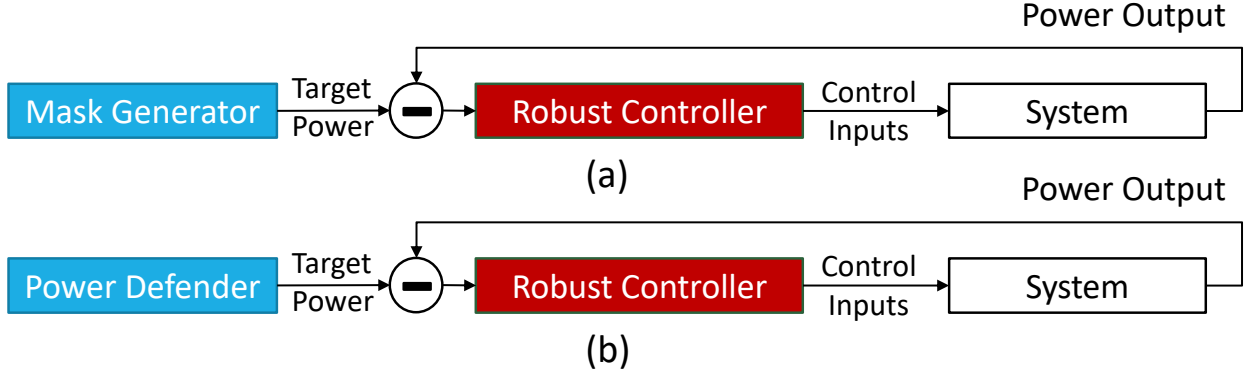 Power Output
Mask Generator
Target
Power
Robust Controller
Control
Inputs
System
(a)
Power Output
Power Defender
Target
Power
Robust Controller
Control
Inputs
System
(b)